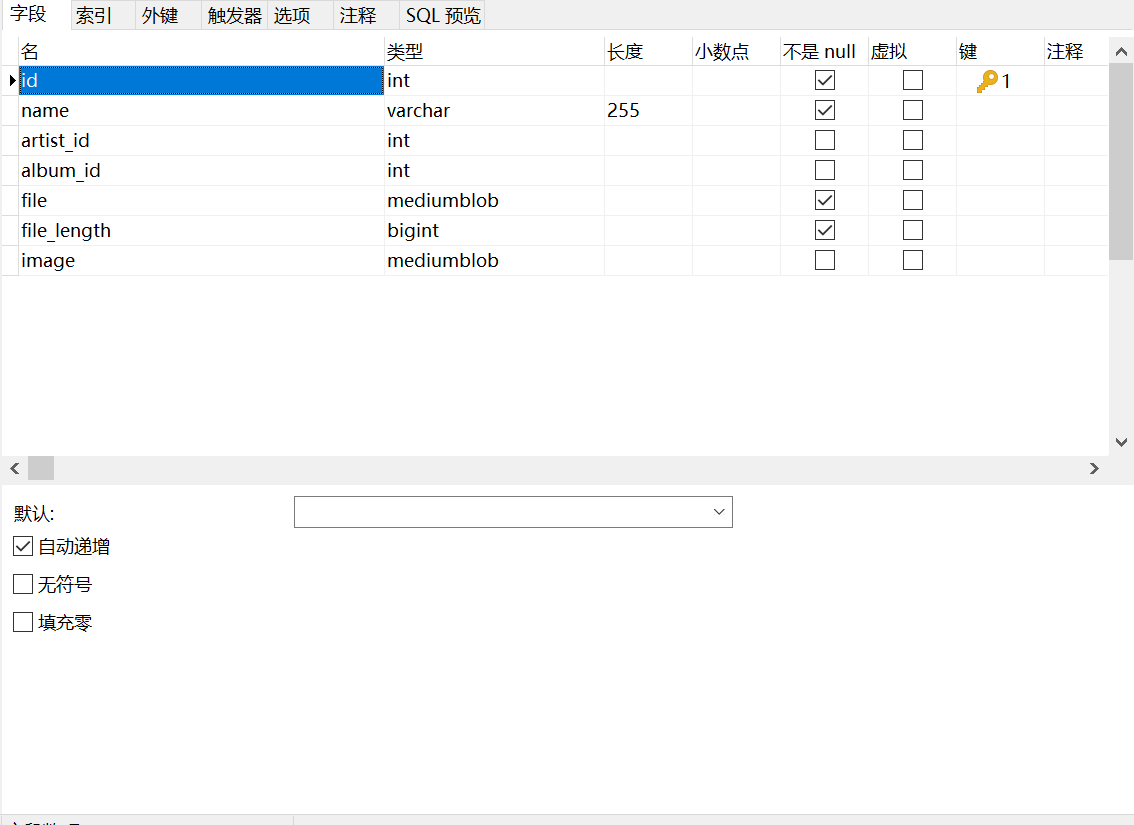 字段 索引 外键 触发器 选项 注释 SQL 预览
名 类型 长度 小数点 不是 null 虚拟 键 注释
id int 1
name varchar 255
artist_id int
album_id int
file mediumblob
file_length bigint
image mediumblob
默认:
自动递增
无符号
填充零